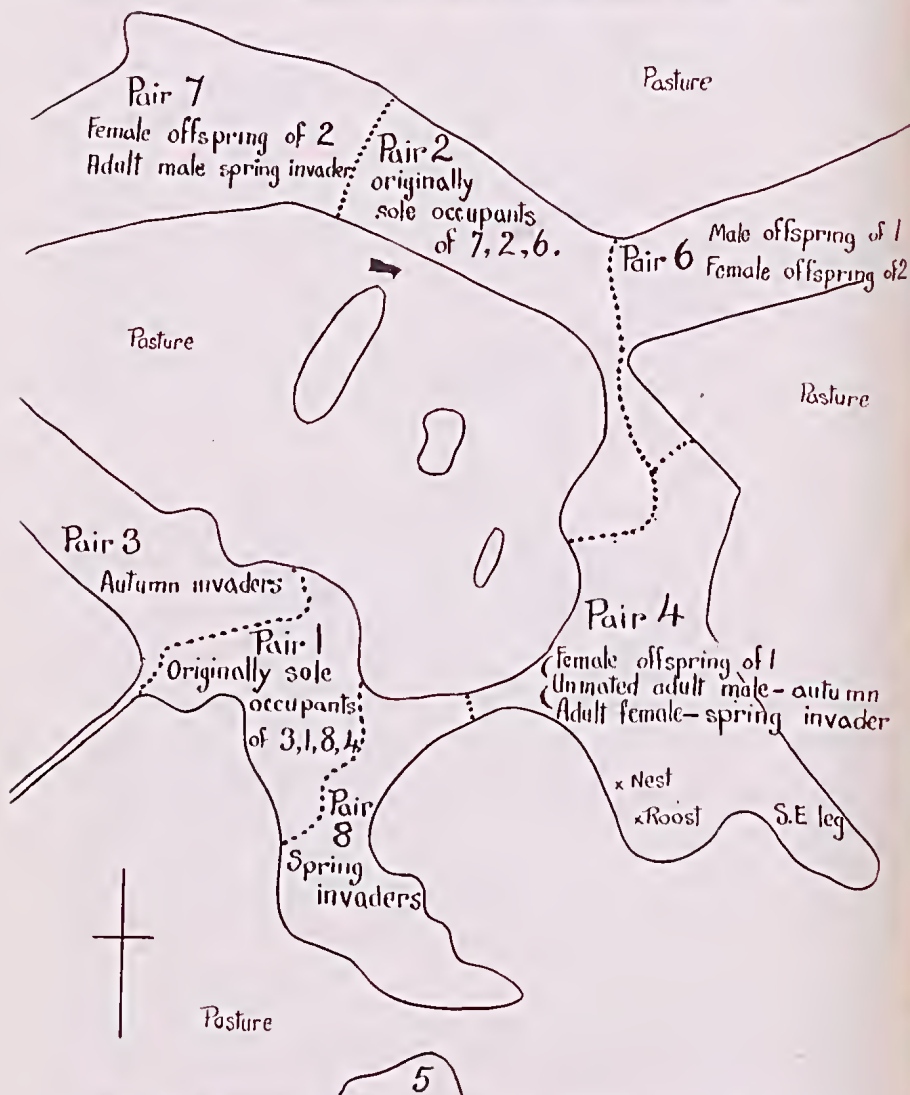 Pasture
Pair 7
Female offspring of 2
Adult male spring invader
Pair 2
originally
sole occupants
of 7, 2, 6.
Pair 6
Male offspring of 1
Female offspring of 2
Pasture
Pasture
Pair 3
Autumn invaders
Pair 1
Originally sole
occupants
of 3, 1, 8, 4
Pair 4
Female offspring of 1
Unmated adult male - autumn
Adult female - spring invader
x Nest
x Roost
S.E leg
Pair
8
Spring
invaders
Pasture
5